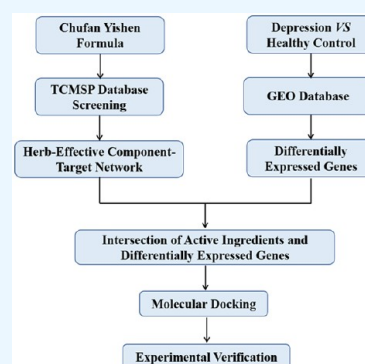 Chufan Yishen
Formula
Depression VS
Healthy Control
TCMSP Database
Screening
GEO Database
Herb-Effective Component-
Target Network
Differentially
Expressed Genes
Intersection of Active Ingredients and
Differentially Expressed Genes
Molecular Docking
Experimental Verification